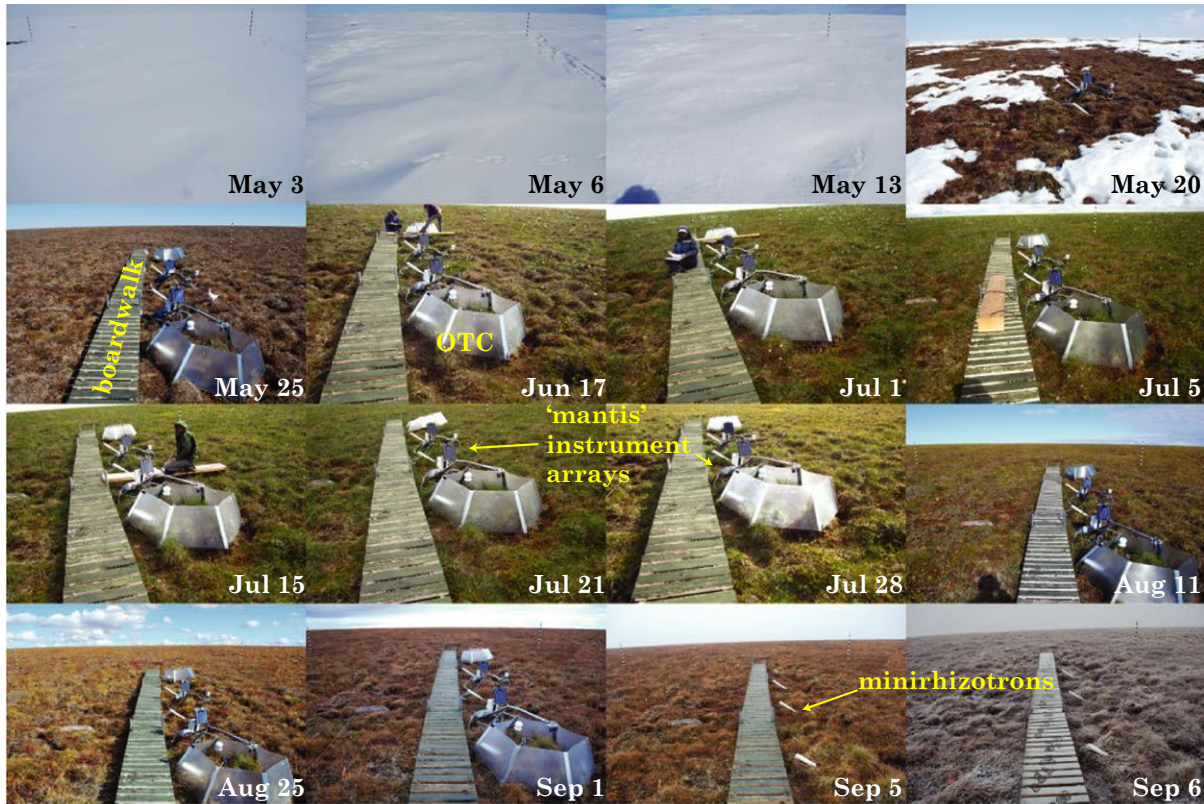 May 3
May 6
May 13
May 20
boardwalk
May 25
OTC
Jun 17
Jul 1
Jul 5
Jul 15
'mantis'
instrument
arrays
Jul 21
Jul 28
Aug 11
Aug 25
Sep 1
minirhizotrons
Sep 5
Sep 6